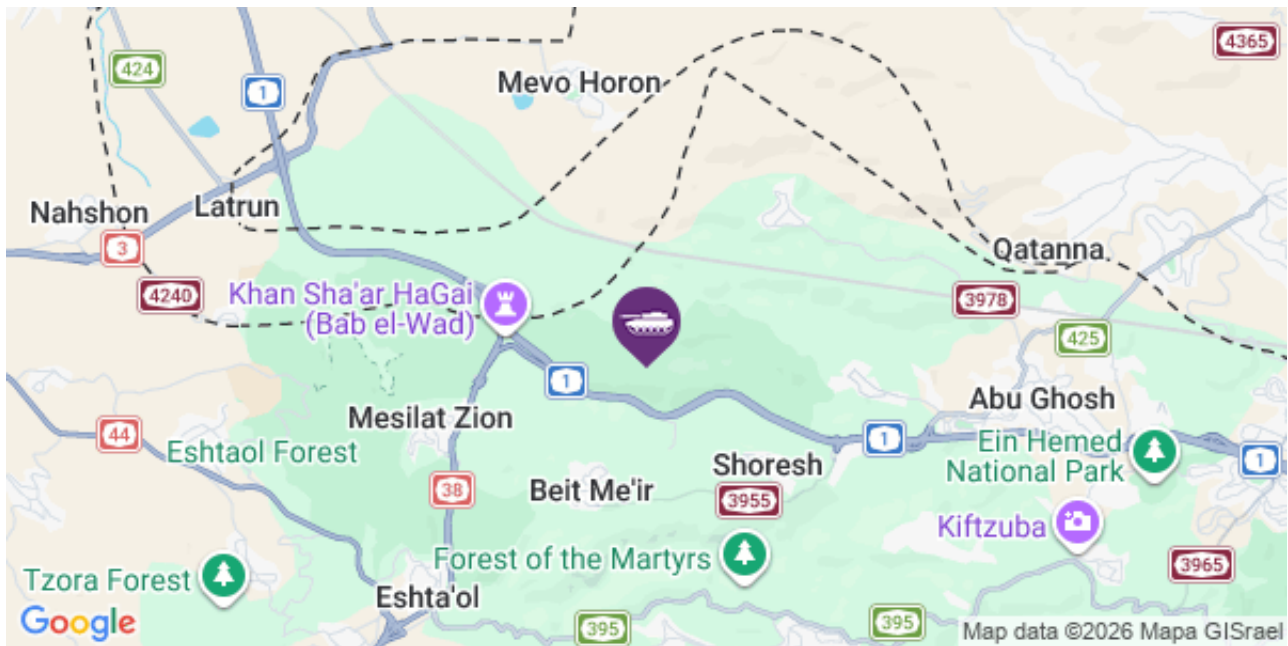 4365
424
1
Mevo Horon
Nahshon
Latrun
3
Qatanna
4240
Khan Sha'ar HaGai
(Bab el-Wad)
3978
425
1
Mesilat Zion
Abu Ghosh
44
Eshtaol Forest
1
Ein Hemed
National Park
1
Shoresh
38
Beit Me'ir
3955
Kiftzuba
Forest of the Martyrs
3965
Tzora Forest
Eshta'ol
395
395
Google
Map data ©2026 Mapa GISrael